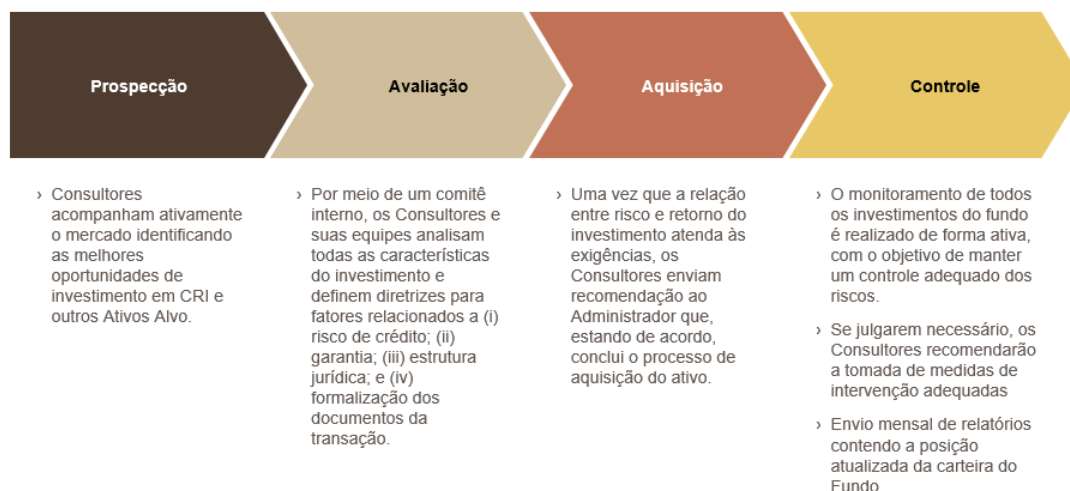 Prospecção
Avaliação
Aquisição
Controle
› Consultores
acompanham ativamente
o mercado identificando
as melhores
oportunidades de
investimento em CRI e
outros Ativos Alvo.
› Por meio de um comitê
interno, os Consultores e
suas equipes analisam
todas as características
do investimento e
definem diretrizes para
fatores relacionados a (i)
risco de crédito; (ii)
garantia; (iii) estrutura
jurídica; e (iv)
formalização dos
documentos da
transação.
› Uma vez que a relação
entre risco e retorno do
investimento atenda às
exigências, os
Consultores enviam
recomendação ao
Administrador que,
estando de acordo,
conclui o processo de
aquisição do ativo.
› O monitoramento de todos
os investimentos do fundo
é realizado de forma ativa,
com o objetivo de manter
um controle adequado dos
riscos.
› Se julgarem necessário, os
Consultores recomendarão
a tomada de medidas de
intervenção adequadas
› Envio mensal de relatórios
contendo a posição
atualizada da carteira do
Fundo